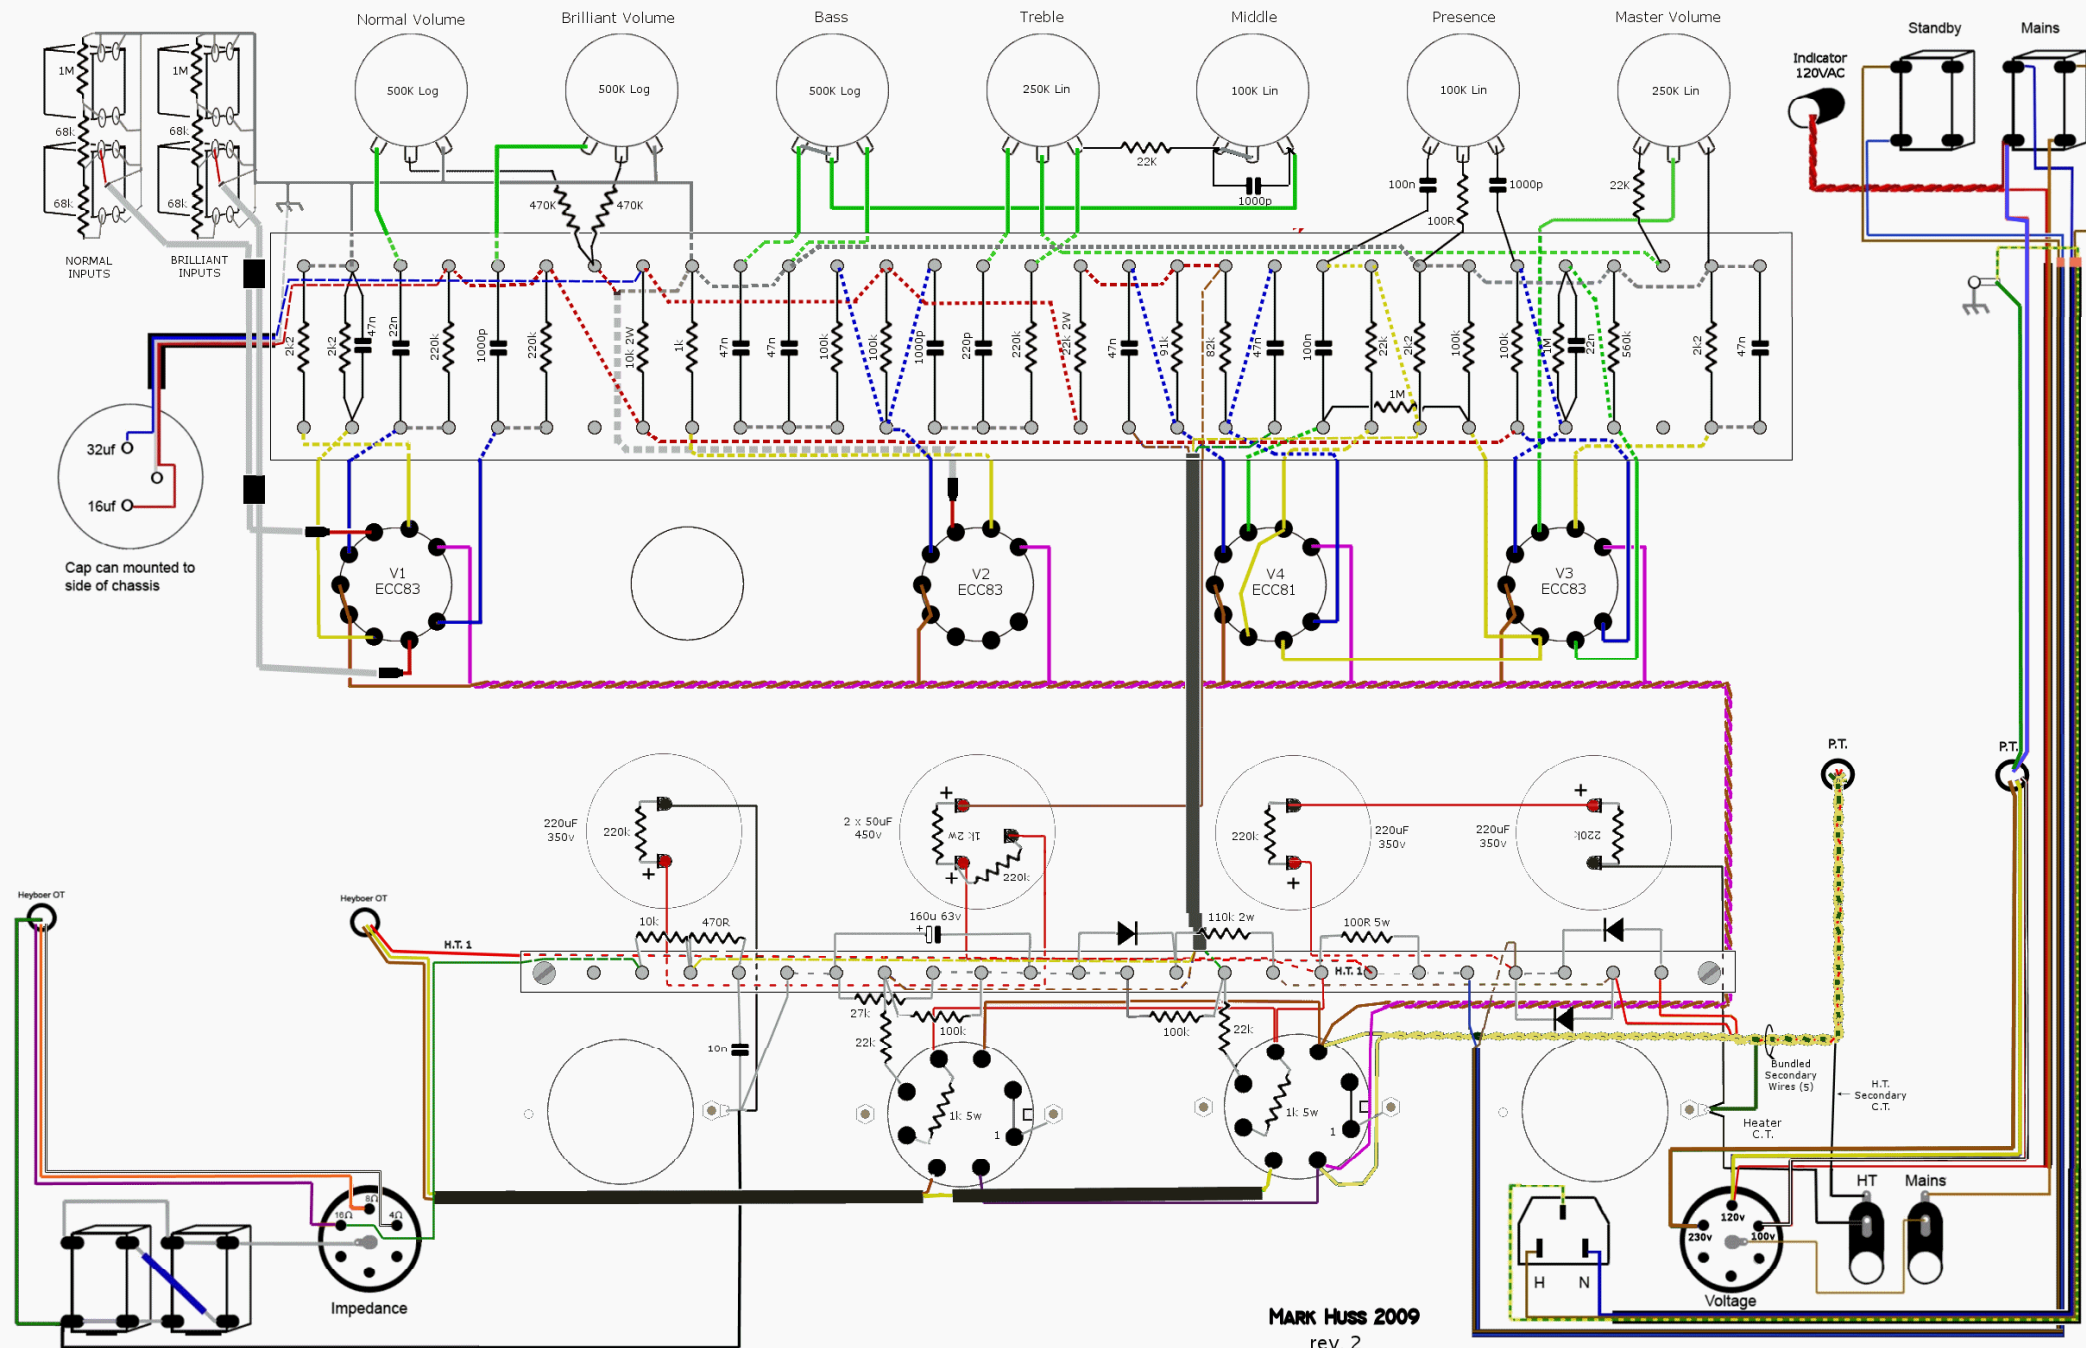 Normal Volume
Brilliant Volume
Bass
Treble
Middle
Presence
Master Volume
Standby
Mains
Indicator
120VAC
500K Log
500K Log
500K Log
250K Lin
100K Lin
100K Lin
250K Lin
1M
1M
68k
68k
68k
68k
NORMAL
INPUTS
BRILLIANT
INPUTS
470K
470K
22K
1000p
100n
100R
1000p
22K
2k2
2k2
47n
22n
220k
1000p
220k
10k 2W
1k
47n
47n
100k
100k
1000p
220p
220k
22k 2W
47n
91k
82k
47n
100n
22k
2k2
100k
100k
1M
22n
560k
2k2
47n
1M
32uf
16uf
Cap can mounted to
side of chassis
V1
ECC83
V2
ECC83
V4
ECC81
V3
ECC83
P.T.
P.T.
220uF
350v
220k
2 x 50uF
450v
+
+
1k 2w
220k
+
220k
220uF
350v
+
220uF
350v
220k
+
Heyboer OT
Heyboer OT
H.T. 1
10k
470R
160u 63v
+
110k 2w
100R 5w
H.T. 1
27k
100k
22k
100k
22k
10n
1k 5w
1
1k 5w
1
Bundled
Secondary
Wires (5)
H.T.
Secondary
C.T.
Heater
C.T.
HT
Mains
8Ω
16Ω
4Ω
Impedance
H
N
120v
230v
100v
Voltage
MARK HUSS 2009
rev. 2